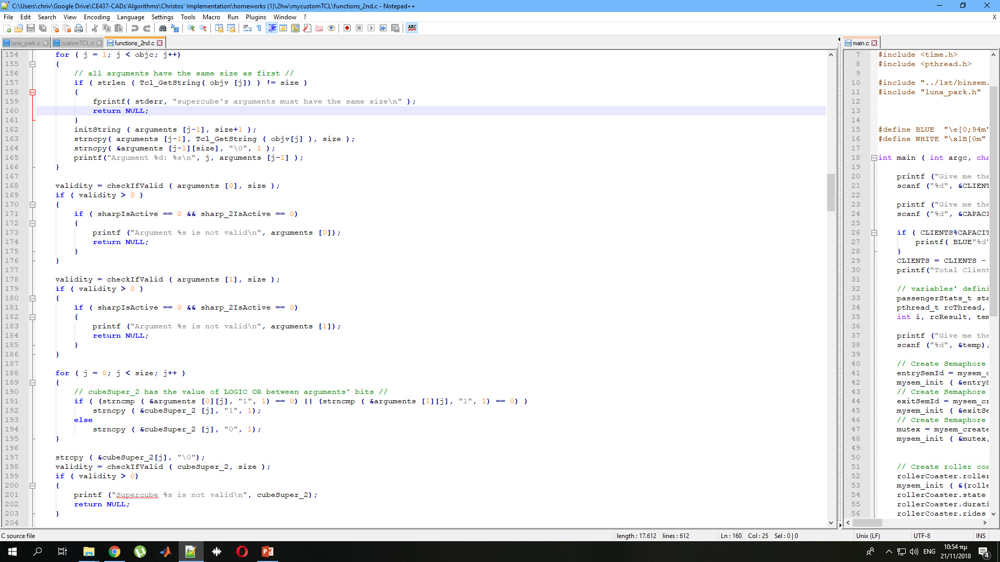 C:\Users\chriv\Google Drive\CE437-CADs'Algorithms\Christos' Implementation\homeworks (1)\2hw\mycustomTCL\functions_2nd.c - Notepad++
File Edit Search View Encoding Language Settings Tools Macro Run Plugins Window ? X
luna_park.c customTCL.c functions_2nd.c
154 for ( j = 1; j < objc; j++)
155 {
156 // all arguments have the same size as first //
157 if ( strlen ( Tcl_GetString( objv [j]) ) != size )
158 {
159 fprintf( stderr, "supercube's arguments must have the same size\n" );
160 return NULL;
161 }
162 initString ( arguments [j-1], size+1 );
163 strncpy( arguments [j-1], Tcl_GetString ( objv[j] ), size );
164 strncpy( &arguments [j-1][size], "\0", 1 );
165 printf("Argument %d: %s\n", j, arguments [j-1] );
166 }
167
168 validity = checkIfValid ( arguments [0], size );
169 if ( validity > 0 )
170 {
171 if ( sharpIsActive == 0 && sharp_2IsActive == 0)
172 {
173 printf ("Argument %s is not valid\n", arguments [0]);
174 return NULL;
175 }
176 }
177
178 validity = checkIfValid ( arguments [1], size );
179 if ( validity > 0 )
180 {
181 if ( sharpIsActive == 0 && sharp_2IsActive == 0)
182 {
183 printf ("Argument %s is not valid\n", arguments [1]);
184 return NULL;
185 }
186 }
187
188 for ( j = 0; j < size; j++ )
189 {
190 // cubeSuper_2 has the value of LOGIC OR between arguments' bits //
191 if ( (strncmp ( &arguments [0][j], "1", 1) == 0) || (strncmp ( &arguments [1][j], "1", 1) == 0) )
192 strncpy ( &cubeSuper_2 [j], "1", 1);
193 else
194 strncpy ( &cubeSuper_2 [j], "0", 1);
195 }
196
197 strcpy ( &cubeSuper_2[j], "\0");
198 validity = checkIfValid ( cubeSuper_2, size );
199 if ( validity > 0)
200 {
201 printf ("Supercube %s is not valid\n", cubeSuper_2);
202 return NULL;
203 }
204
main.c
7 #include <time.h>
8 #include <pthread.h>
9
10 #include "../1st/binsem.
11 #include "luna_park.h"
12
13
14
15 #define BLUE "\e[0;94m"
16 #define WHITE "\x1B[0m"
17
18 int main ( int argc, cha
19
20 printf ("Give me the
21 scanf ("%d", &CLIENT
22
23 printf ("Give me the
24 scanf ("%d", &CAPACI
25
26 if ( CLIENTS%CAPACIT
27 printf( BLUE"%d"
28 }
29 CLIENTS = CLIENTS -
30 printf("Total Client
31
32 // variables' defini
33 passengerStats_t sta
34 pthread_t rcThread,
35 int i, rcResult, tem
36
37 printf ("Give me the
38 scanf ("%d", &temp);
39
40 // Create Semaphore
41 entrySemId = mysem_c
42 mysem_init ( &entryS
43 // Create Semaphore
44 exitSemId = mysem_cr
45 mysem_init ( &exitSe
46 // Create Semaphore
47 mutex = mysem_create
48 mysem_init ( &mutex,
49
50
51 // Create roller coa
52 rollerCoaster.roller
53 mysem_init ( &(rolle
54 rollerCoaster.state
55 rollerCoaster.durati
56 rollerCoaster.rides
C source file length : 17.612 lines : 612 Ln : 160 Col : 25 Sel : 0 | 0 Unix (LF) UTF-8 INS
ENG 10:54 πμ
21/11/2018 4